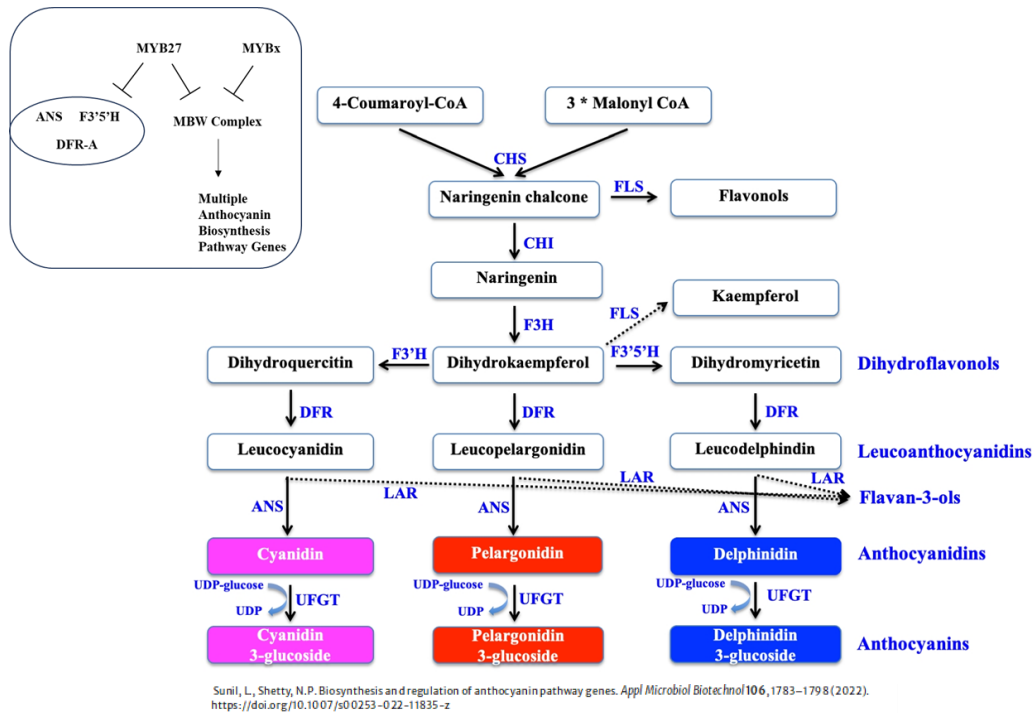 MYB27 MYBx
ANS F3'5'H
DFR-A
MBW Complex
Multiple
Anthocyanin
Biosynthesis
Pathway Genes
4-Coumaroyl-CoA 3 * Malonyl CoA
CHS
Naringenin chalcone FLS Flavonols
CHI
Naringenin
Kaempferol
FLS
F3H
Dihydroquercitin F3’H Dihydrokaempferol F3’5’H Dihydromyricetin Dihydroflavonols
DFR DFR DFR
Leucocyanidin Leucopelargonidin Leucodelphindin Leucoanthocyanidins
LAR LAR LAR
Flavan-3-ols
ANS ANS ANS
Cyanidin Pelargonidin Delphinidin Anthocyanidins
UDP-glucose UDP-glucose UDP-glucose
UFGT UFGT UFGT
UDP UDP UDP
Cyanidin Pelargonidin Delphinidin
3-glucoside 3-glucoside 3-glucoside
Anthocyanins
Sunil, L., Shetty, N.P. Biosynthesis and regulation of anthocyanin pathway genes. Appl Microbiol Biotechnol 106, 1783–1798 (2022).
https://doi.org/10.1007/s00253-022-11835-z